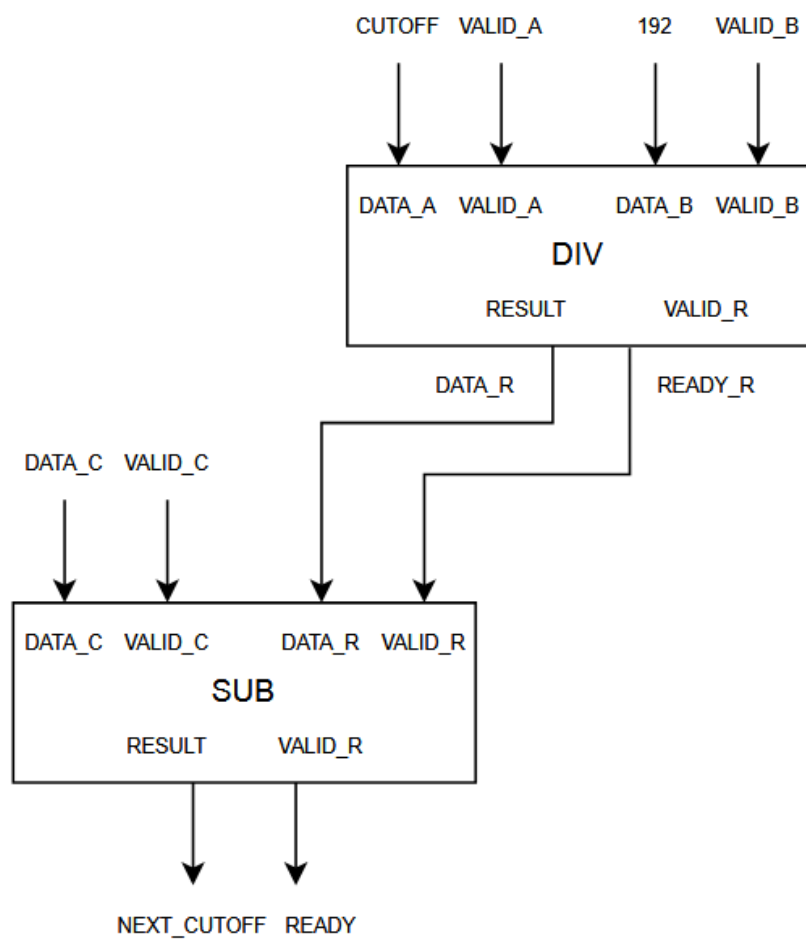 CUTOFF VALID_A 192 VALID_B
DATA_A VALID_A DATA_B VALID_B
DIV
RESULT VALID_R
DATA_R READY_R
DATA_C VALID_C
DATA_C VALID_C DATA_R VALID_R
SUB
RESULT VALID_R
NEXT_CUTOFF READY